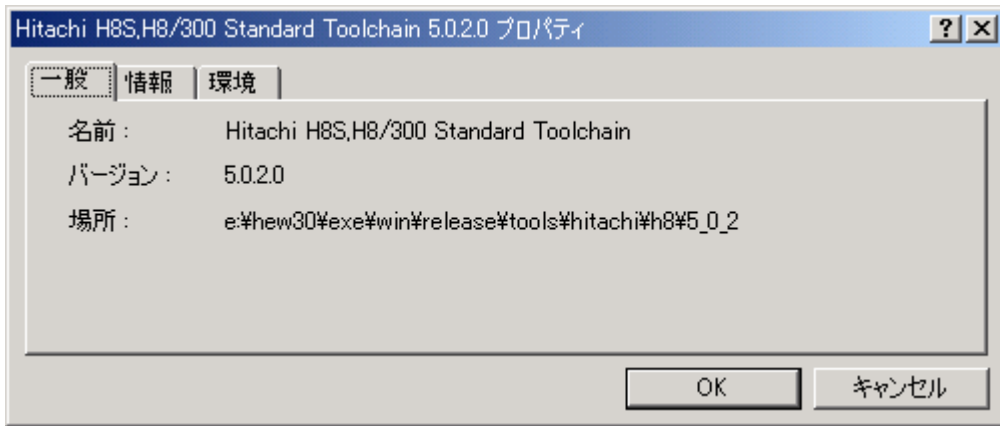 Hitachi H8S,H8/300 Standard Toolchain 5.0.2.0 プロパティ
一般 情報 環境
名前 : Hitachi H8S,H8/300 Standard Toolchain
バージョン : 5.0.2.0
場所 : e:¥hew30¥exe¥win¥release¥tools¥hitachi¥h8¥5_0_2
OK キャンセル